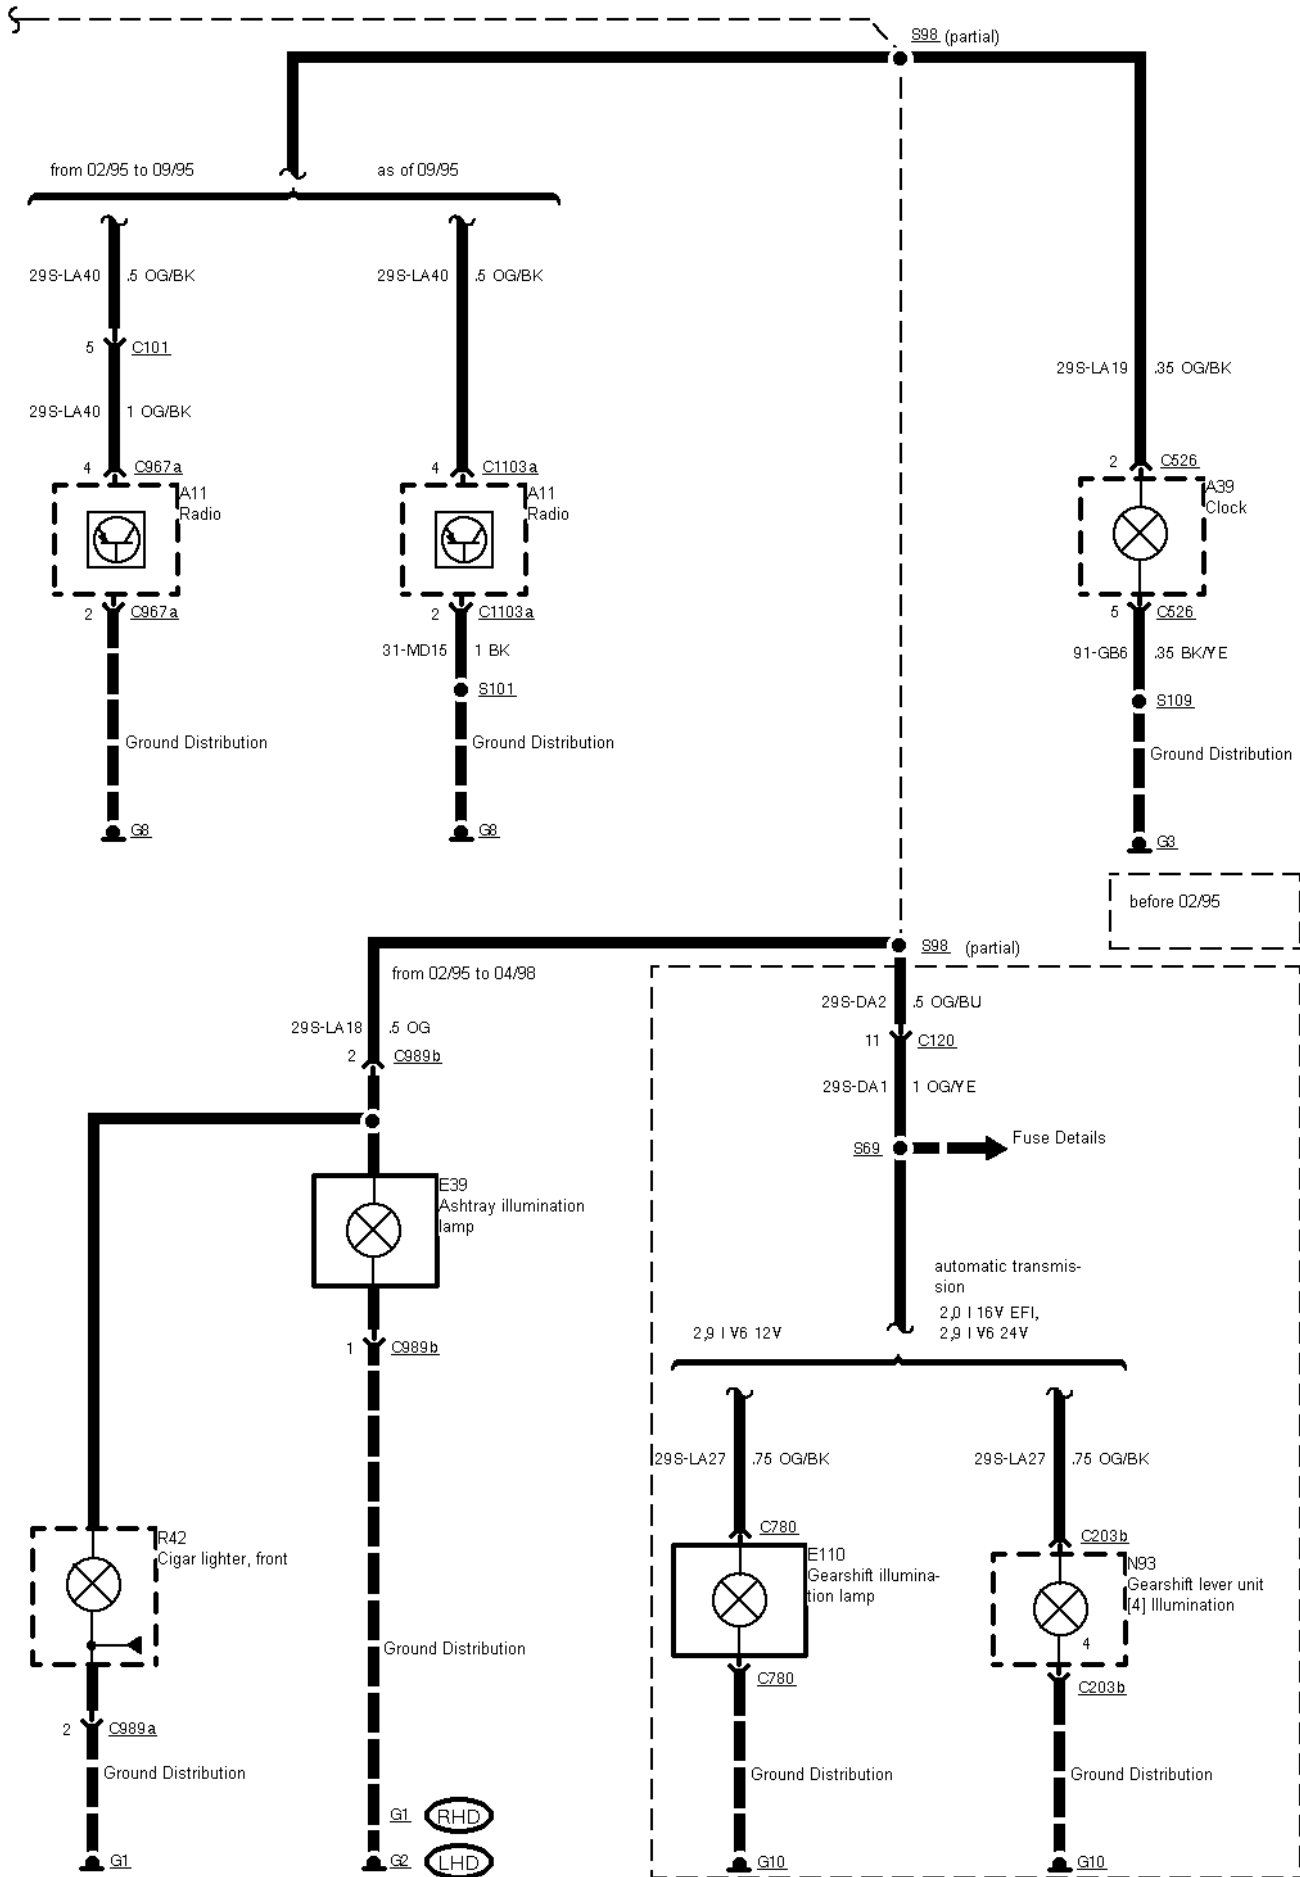 S98 (partial)
from 02/95 to 09/95
as of 09/95
29S-LA40 .5 OG/BK
29S-LA40 .5 OG/BK
5 C101
29S-LA19 .35 OG/BK
29S-LA40 1 OG/BK
4 C967a
4 C1103a
2 C526
A11
Radio
A11
Radio
A39
Clock
2 C967a
2 C1103a
5 C526
31-MD15 1 BK
91-GB6 .35 BK/YE
S101
S109
Ground Distribution
Ground Distribution
Ground Distribution
G8
G8
G3
before 02/95
S98 (partial)
from 02/95 to 04/98
29S-DA2 .5 OG/BU
29S-LA18 .5 OG
11 C120
2 C989b
29S-DA1 1 OG/YE
S69
Fuse Details
E39
Ashtray illumination
lamp
automatic transmis-
sion
2,0 l 16V EFI,
2,9 l V6 24V
2,9 l V6 12V
1 C989b
29S-LA27 .75 OG/BK
29S-LA27 .75 OG/BK
C780
C203b
R42
Cigar lighter, front
E110
Gearshift illumina-
tion lamp
N93
Gearshift lever unit
[4] Illumination
4
Ground Distribution
C780
C203b
2 C989a
Ground Distribution
Ground Distribution
Ground Distribution
G1 RHD
G1
G2 LHD
G10
G10